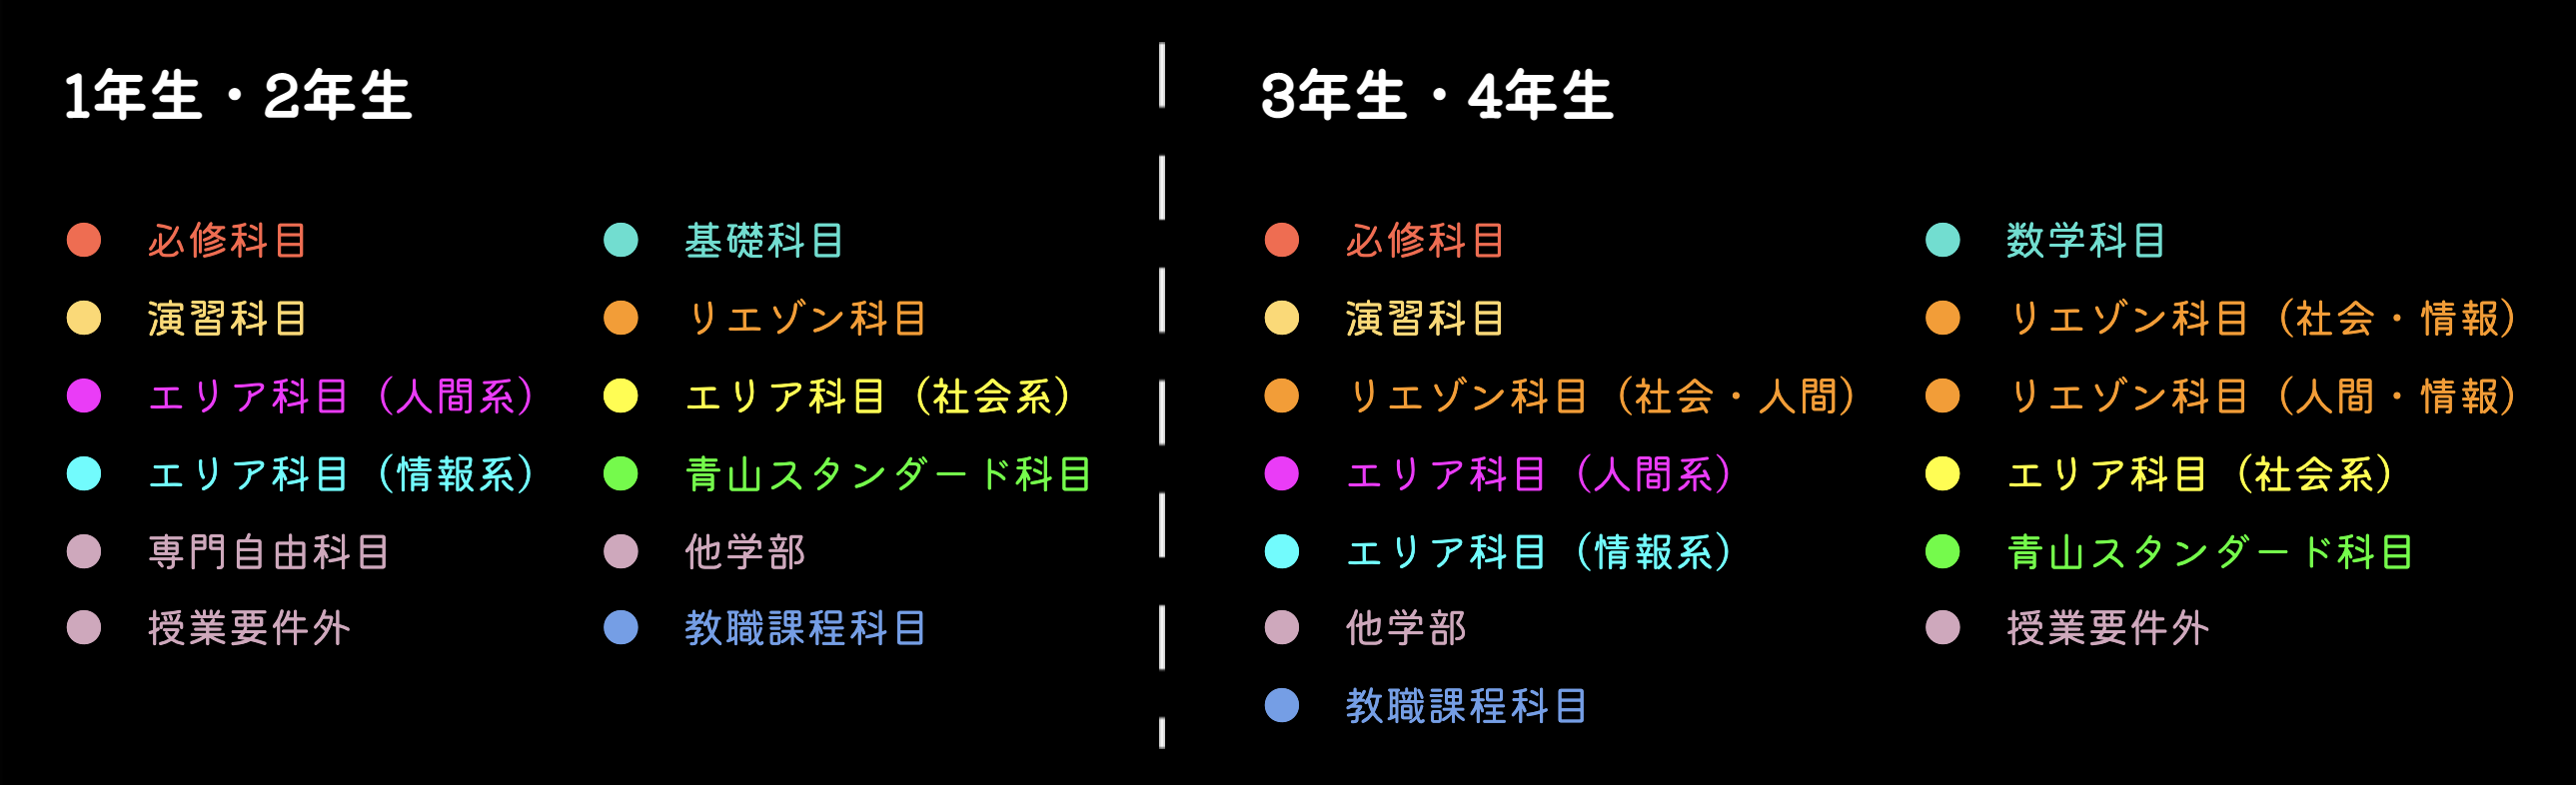 1年生・2年生
必修科目
基礎科目
演習科目
リエゾン科目
エリア科目（人間系）
エリア科目（社会系）
エリア科目（情報系）
青山スタンダード科目
専門自由科目
他学部
授業要件外
教職課程科目
3年生・4年生
必修科目
数学科目
演習科目
リエゾン科目（社会・情報）
リエゾン科目（社会・人間）
リエゾン科目（人間・情報）
エリア科目（人間系）
エリア科目（社会系）
エリア科目（情報系）
青山スタンダード科目
他学部
授業要件外
教職課程科目